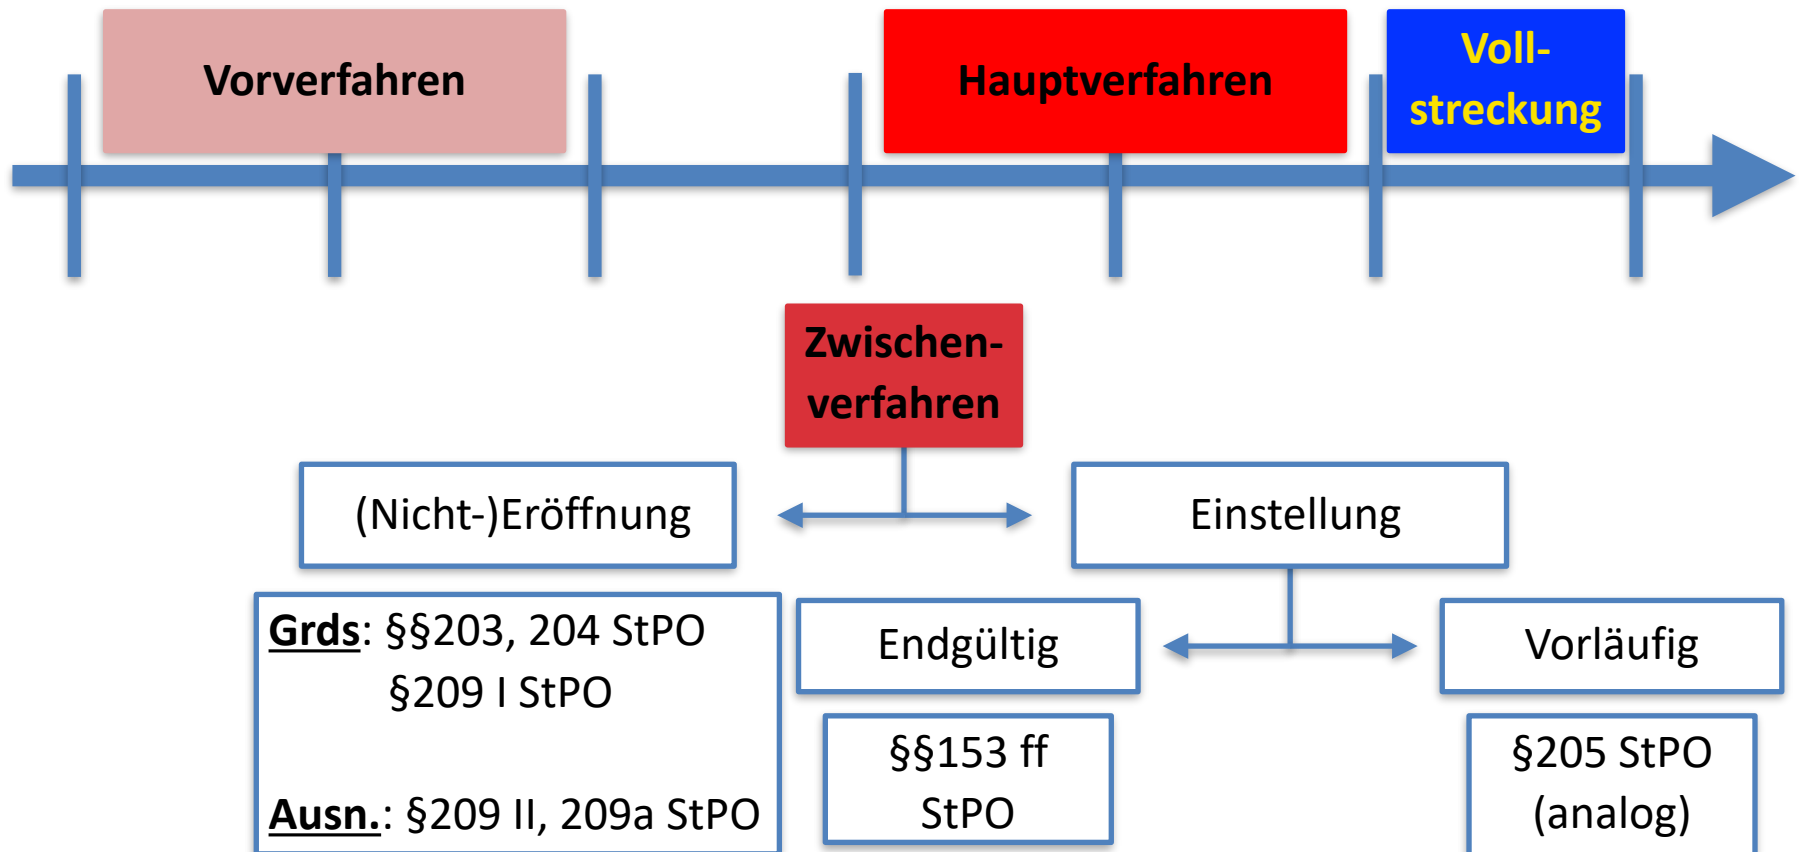 Vorverfahren
Hauptverfahren
Voll-
streckung
Zwischen-
verfahren
(Nicht-)Eröffnung
Einstellung
Grds: §§203, 204 StPO
§209 I StPO
Ausn.: §209 II, 209a StPO
Endgültig
§§153 ff
StPO
Vorläufig
§205 StPO
(analog)